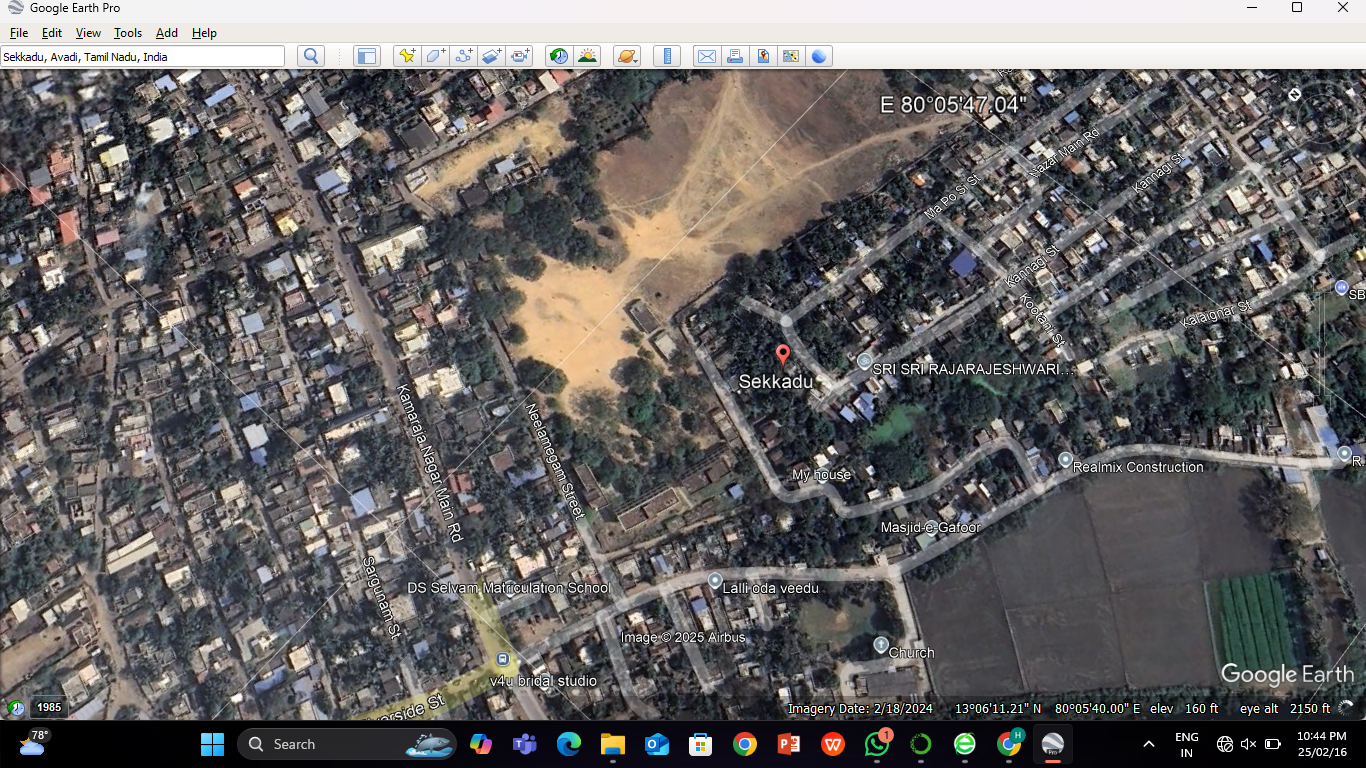 Google Earth Pro
File Edit View Tools Add Help
Sekkadu, Avadi, Tamil Nadu, India
E 80°05'47.04"
Nazar Main Rd
Kannagi St
Ma Po Si St
Kannagi St
Kootani St
Kalaignar St
SB
SRI SRI RAJARAJESHWARI...
Sekkadu
Kamaraja Nagar Main Rd
Neelamegam Street
My house
Realmix Construction
R
Masjid-e-Gafoor
Sargunam St
DS Selvam Matriculation School
Lalli oda veedu
Image © 2025 Airbus
Church
v4u bridal studio
Google Earth
verside St
1985
Imagery Date: 2/18/2024 13°06'11.21" N 80°05'40.00" E elev 160 ft eye alt 2150 ft
78°
Search
1
H
ENG
IN
10:44 PM
25/02/16